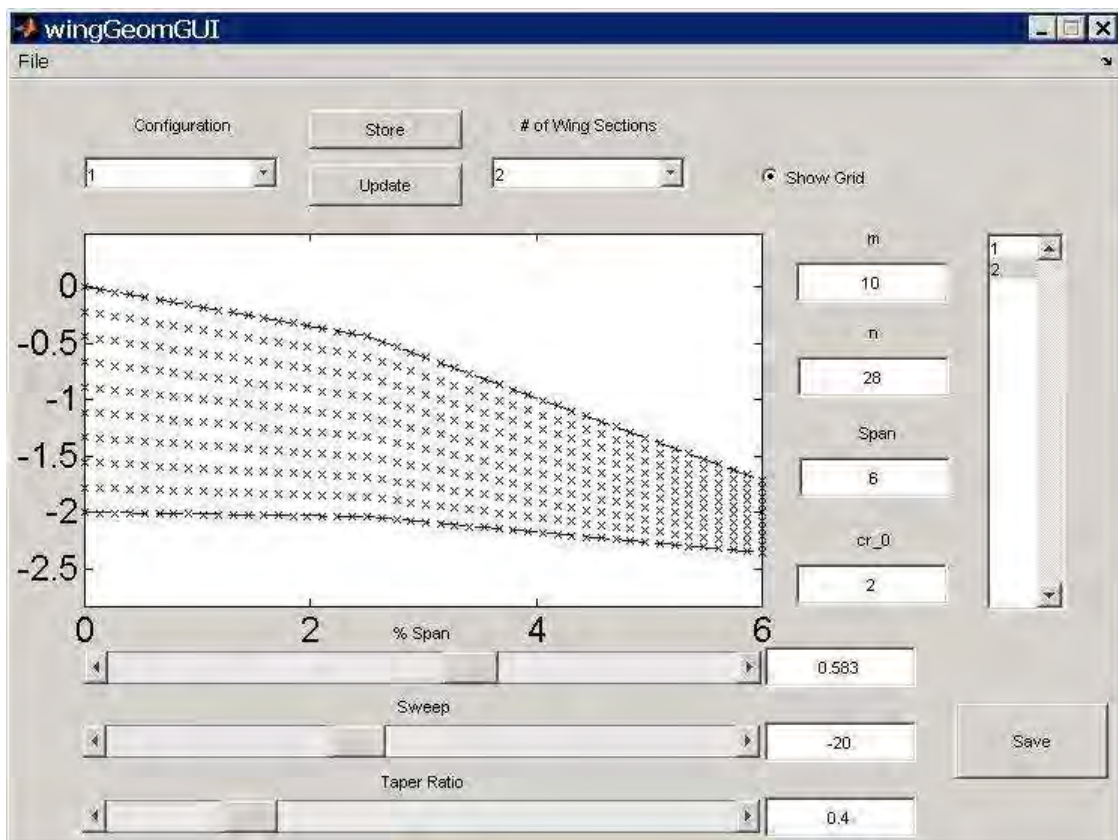 wingGeomGUI
File
Configuration
Store
# of Wing Sections
1
Update
2
Show Grid
m
10
n
28
Span
6
cr_0
2
1
2
0
-0.5
-1
-1.5
-2
-2.5
0 2 4 6
% Span
0.583
Sweep
-20
Save
Taper Ratio
0.4